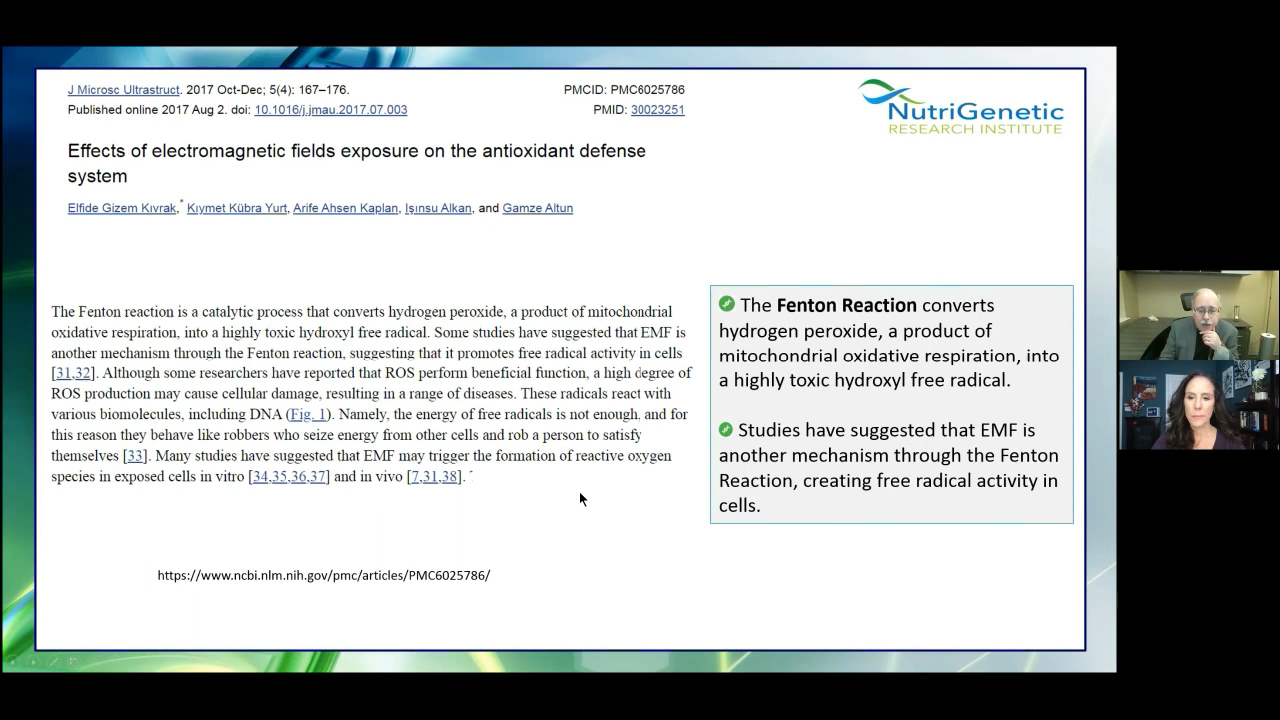 J Microsc Ultrastruct. 2017 Oct-Dec; 5(4): 167–176.
PMCID: PMC6025786
Published online 2017 Aug 2. doi: 10.1016/j.jmau.2017.07.003
PMID: 30023251
NutriGenetic
RESEARCH INSTITUTE
Effects of electromagnetic fields exposure on the antioxidant defense
system
Elfide Gizem Kıvrak,* Kıymet Kübra Yurt, Arife Ahsen Kaplan, Işınsu Alkan, and Gamze Altun
The Fenton reaction is a catalytic process that converts hydrogen peroxide, a product of mitochondrial
oxidative respiration, into a highly toxic hydroxyl free radical. Some studies have suggested that EMF is
another mechanism through the Fenton reaction, suggesting that it promotes free radical activity in cells
[31,32]. Although some researchers have reported that ROS perform beneficial function, a high degree of
ROS production may cause cellular damage, resulting in a range of diseases. These radicals react with
various biomolecules, including DNA (Fig. 1). Namely, the energy of free radicals is not enough, and for
this reason they behave like robbers who seize energy from other cells and rob a person to satisfy
themselves [33]. Many studies have suggested that EMF may trigger the formation of reactive oxygen
species in exposed cells in vitro [34,35,36,37] and in vivo [7,31,38].
The Fenton Reaction converts
hydrogen peroxide, a product of
mitochondrial oxidative respiration, into
a highly toxic hydroxyl free radical.
Studies have suggested that EMF is
another mechanism through the Fenton
Reaction, creating free radical activity in
cells.
https://www.ncbi.nlm.nih.gov/pmc/articles/PMC6025786/